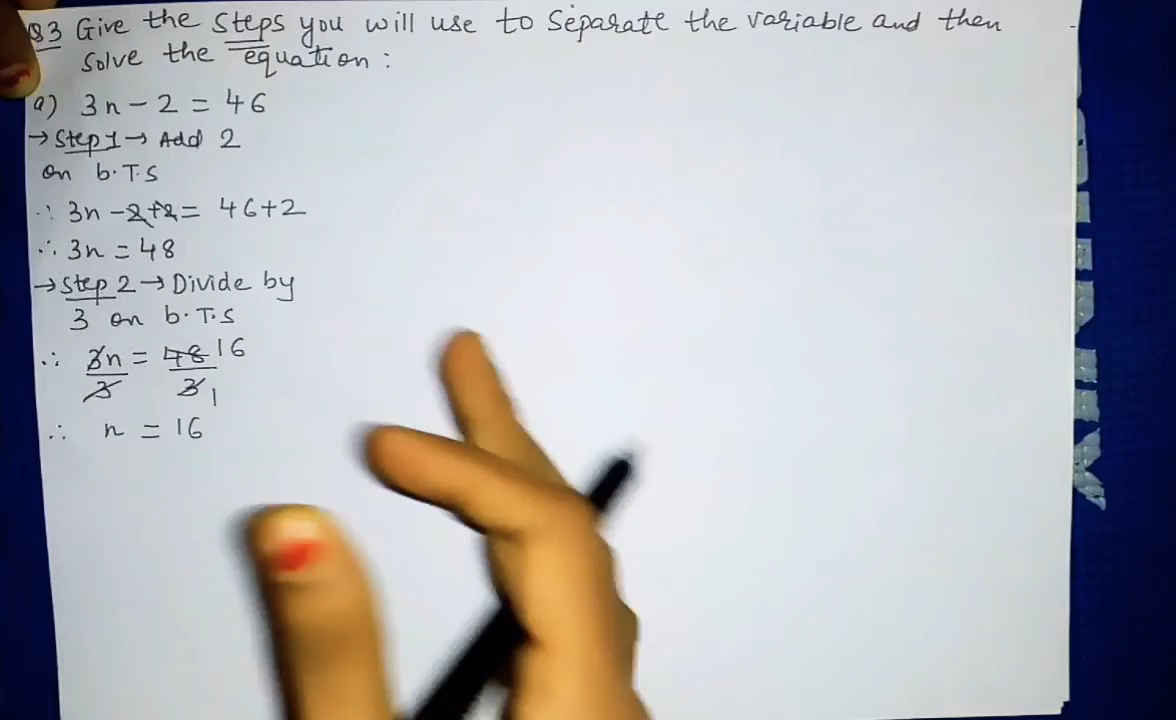 Q3 Give the steps you will use to separate the variable and then
solve the equation :
a) 3n - 2 = 46
→ Step 1 → Add 2
on b.T.S
∴ 3n - 2 + 2 = 46+2
∴ 3n = 48
→ Step 2 → Divide by
3 on b.T.S
∴ 3n/3 = 48/3 16 1
∴ n = 16